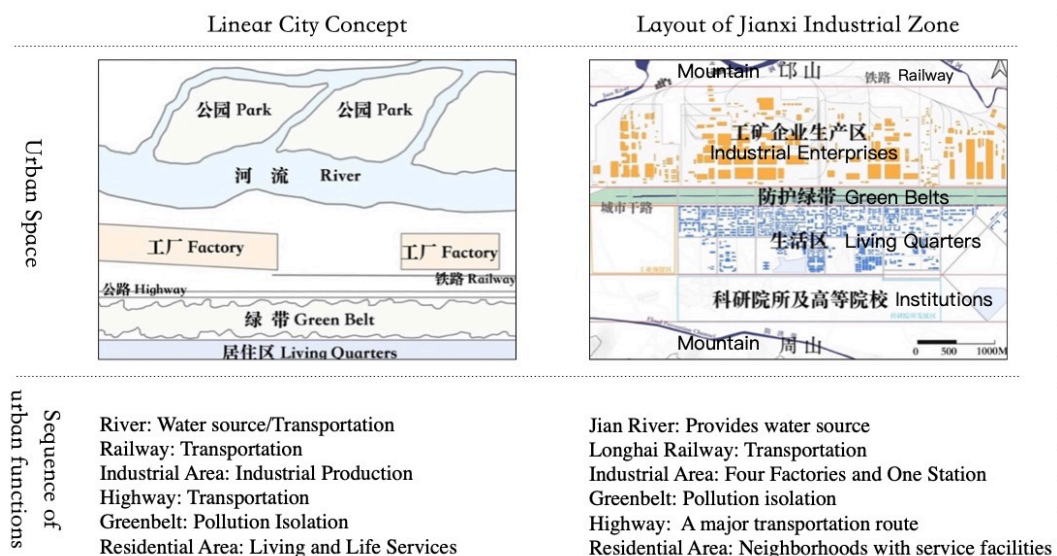 Linear City Concept
Layout of Jianxi Industrial Zone
Urban Space
公园 Park
公园 Park
河 流 River
工厂 Factory
工厂 Factory
铁路 Railway
公路 Highway
绿 带 Green Belt
居住区 Living Quarters
Mountain 邙 山
铁路 Railway
Jian River
工矿企业生产区
Industrial Enterprises
防护绿带 Green Belts
城市干路
生活区 Living Quarters
科研院所及高等院校 Institutions
Mountain 周 山
0 500 1000M
Sequence of
urban functions
River: Water source/Transportation
Railway: Transportation
Industrial Area: Industrial Production
Highway: Transportation
Greenbelt: Pollution Isolation
Residential Area: Living and Life Services
Jian River: Provides water source
Longhai Railway: Transportation
Industrial Area: Four Factories and One Station
Greenbelt: Pollution isolation
Highway: A major transportation route
Residential Area: Neighborhoods with service facilities